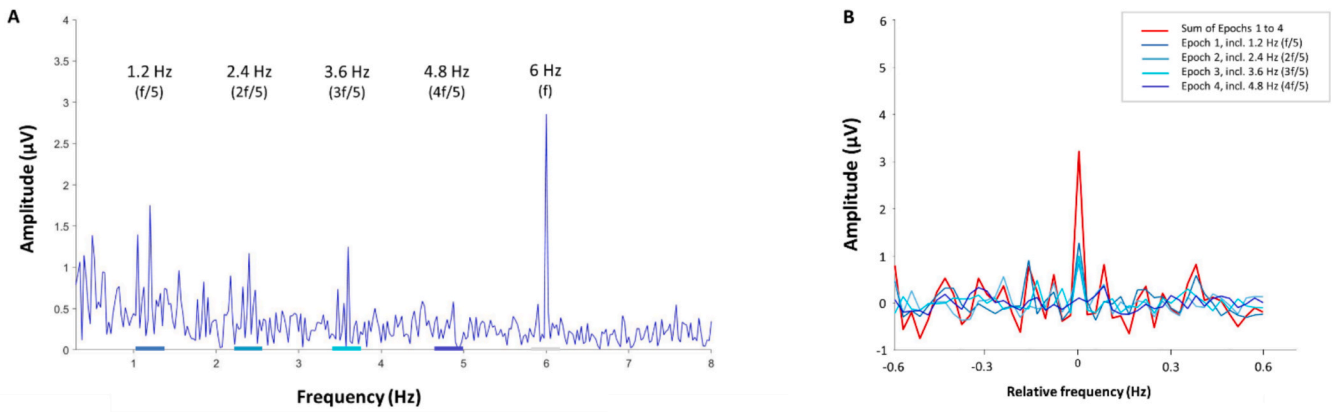 A
4
3.5
3
2.5
2
1.5
1
0.5
0
Amplitude (µV)
1.2 Hz
(f/5)
2.4 Hz
(2f/5)
3.6 Hz
(3f/5)
4.8 Hz
(4f/5)
6 Hz
(f)
1 2 3 4 5 6 7 8
Frequency (Hz)
B
6
5
4
3
2
1
0
-1
Amplitude (µV)
Sum of Epochs 1 to 4
Epoch 1, incl. 1.2 Hz (f/5)
Epoch 2, incl. 2.4 Hz (2f/5)
Epoch 3, incl. 3.6 Hz (3f/5)
Epoch 4, incl. 4.8 Hz (4f/5)
-0.6 -0.3 0 0.3 0.6
Relative frequency (Hz)